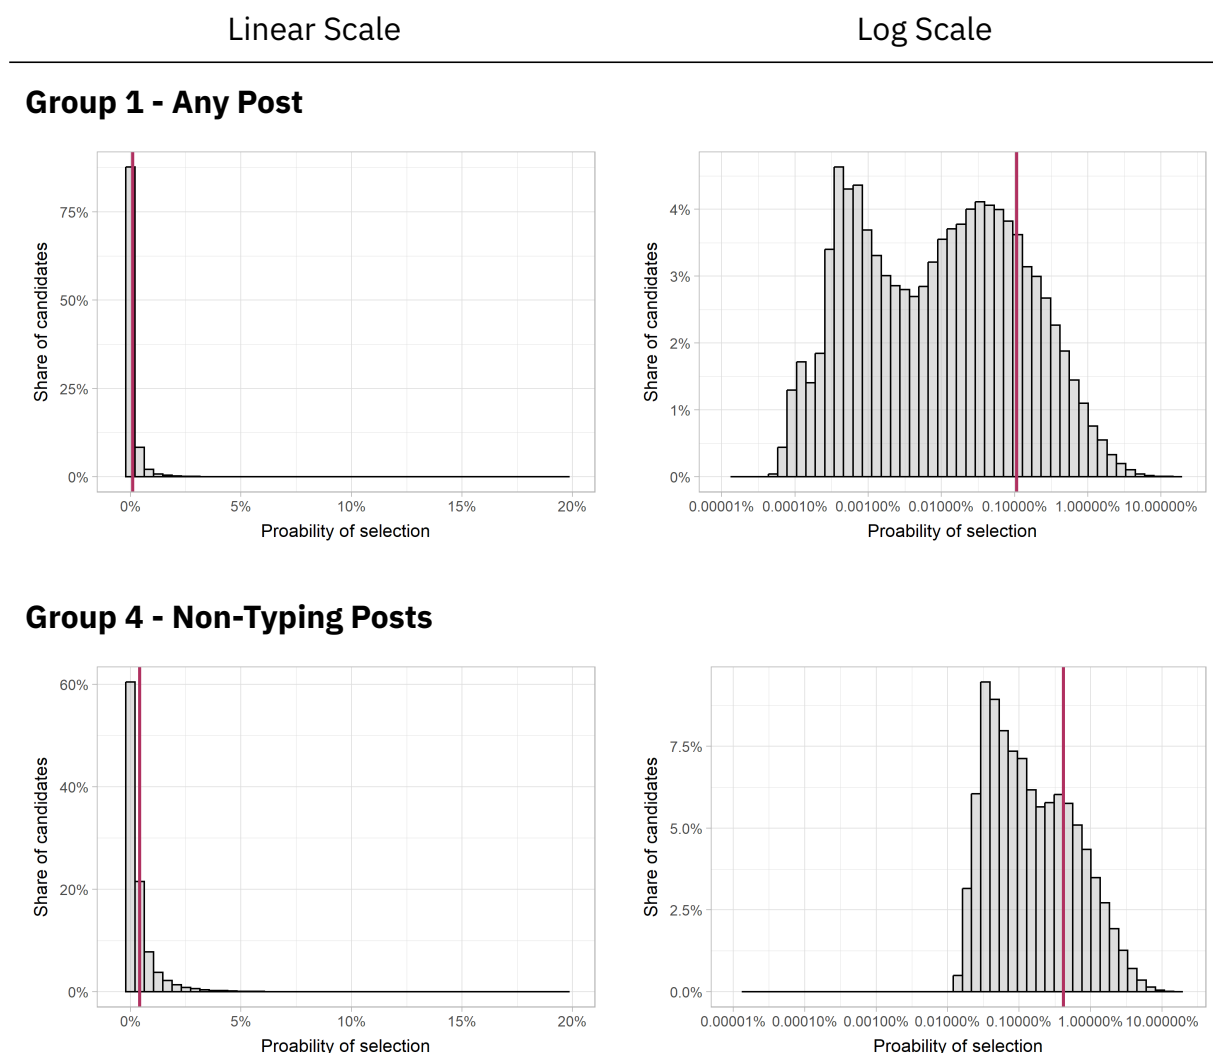 Linear Scale
Log Scale
Group 1 - Any Post
Share of candidates
75%
50%
25%
0%
0% 5% 10% 15% 20%
Proability of selection
Share of candidates
4%
3%
2%
1%
0%
0.00001% 0.00010% 0.00100% 0.01000% 0.10000% 1.00000% 10.00000%
Proability of selection
Group 4 - Non-Typing Posts
Share of candidates
60%
40%
20%
0%
0% 5% 10% 15% 20%
Proability of selection
Share of candidates
7.5%
5.0%
2.5%
0.0%
0.00001% 0.00010% 0.00100% 0.01000% 0.10000% 1.00000% 10.00000%
Proability of selection